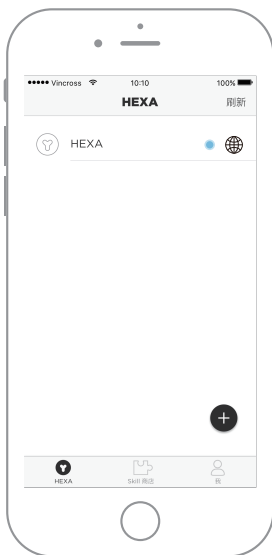 Vincross 10:10 100%
HEXA 刷新
HEXA
HEXA Skill 商店 我